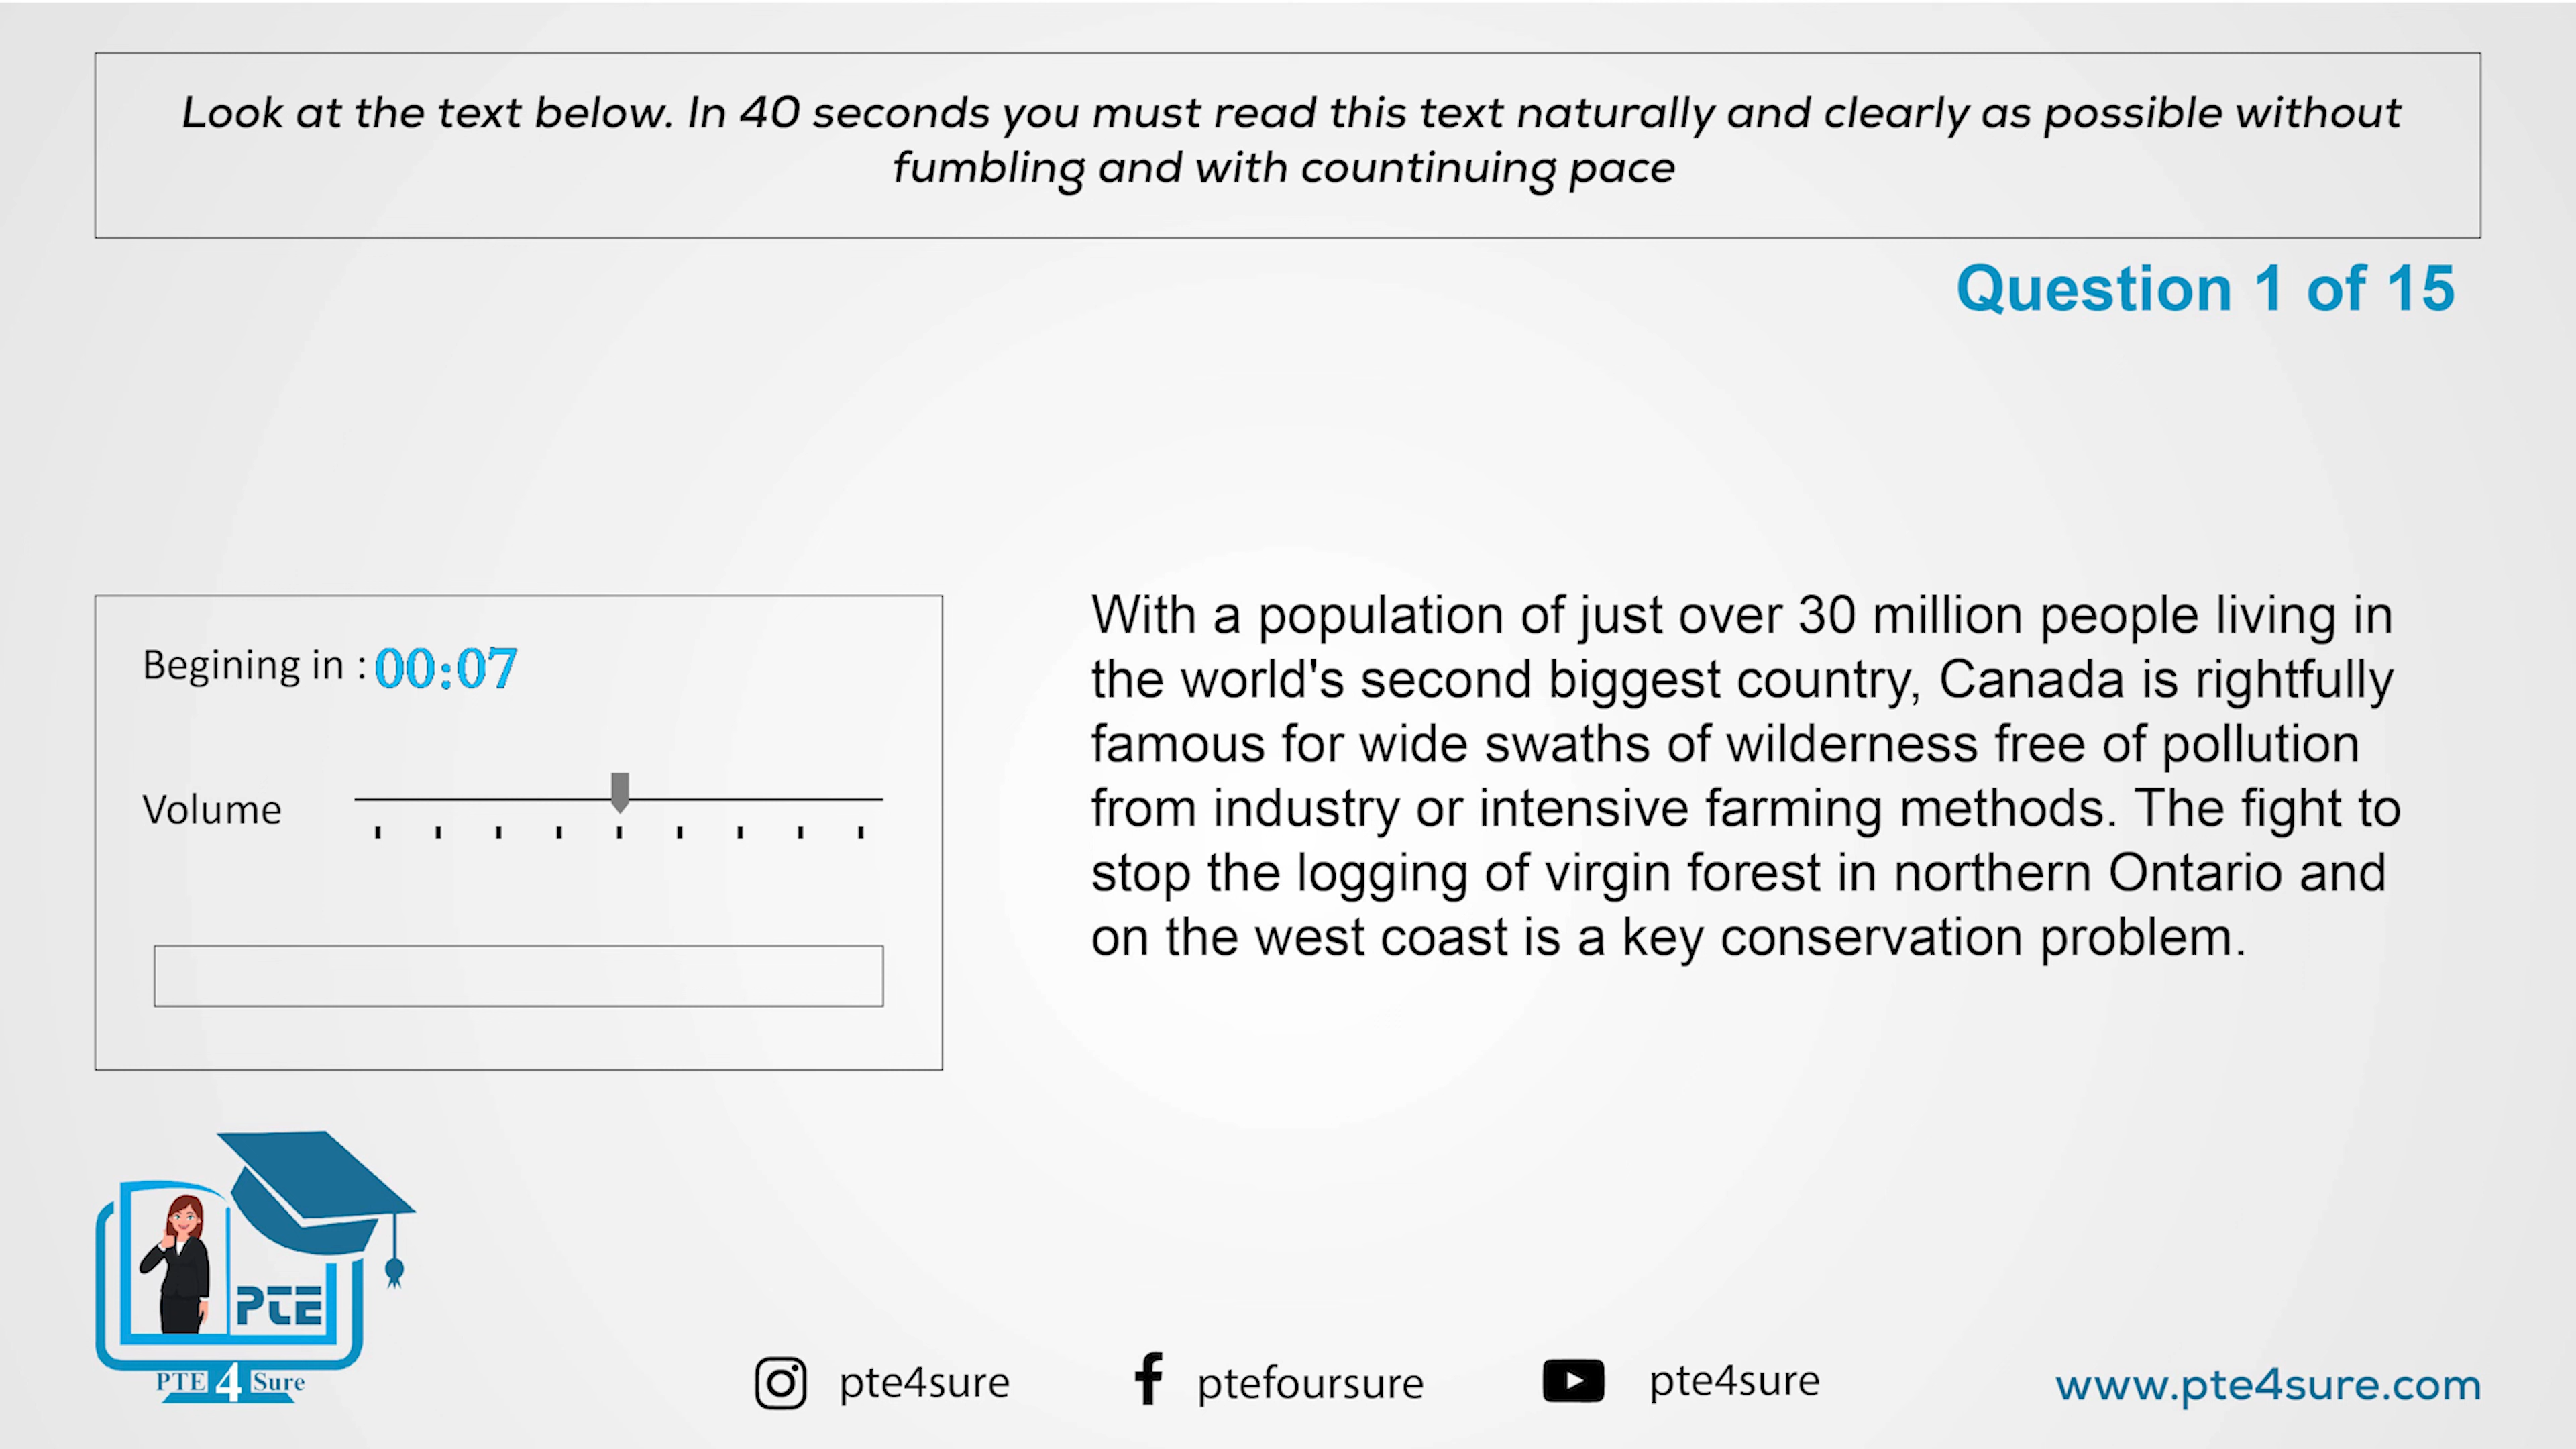 Look at the text below. In 40 seconds you must read this text naturally and clearly as possible without
fumbling and with countinuing pace
Question 1 of 15
Begining in : 00:07
Volume
With a population of just over 30 million people living in
the world's second biggest country, Canada is rightfully
famous for wide swaths of wilderness free of pollution
from industry or intensive farming methods. The fight to
stop the logging of virgin forest in northern Ontario and
on the west coast is a key conservation problem.
PTE
PTE 4 Sure
pte4sure
ptefoursure
pte4sure
www.pte4sure.com